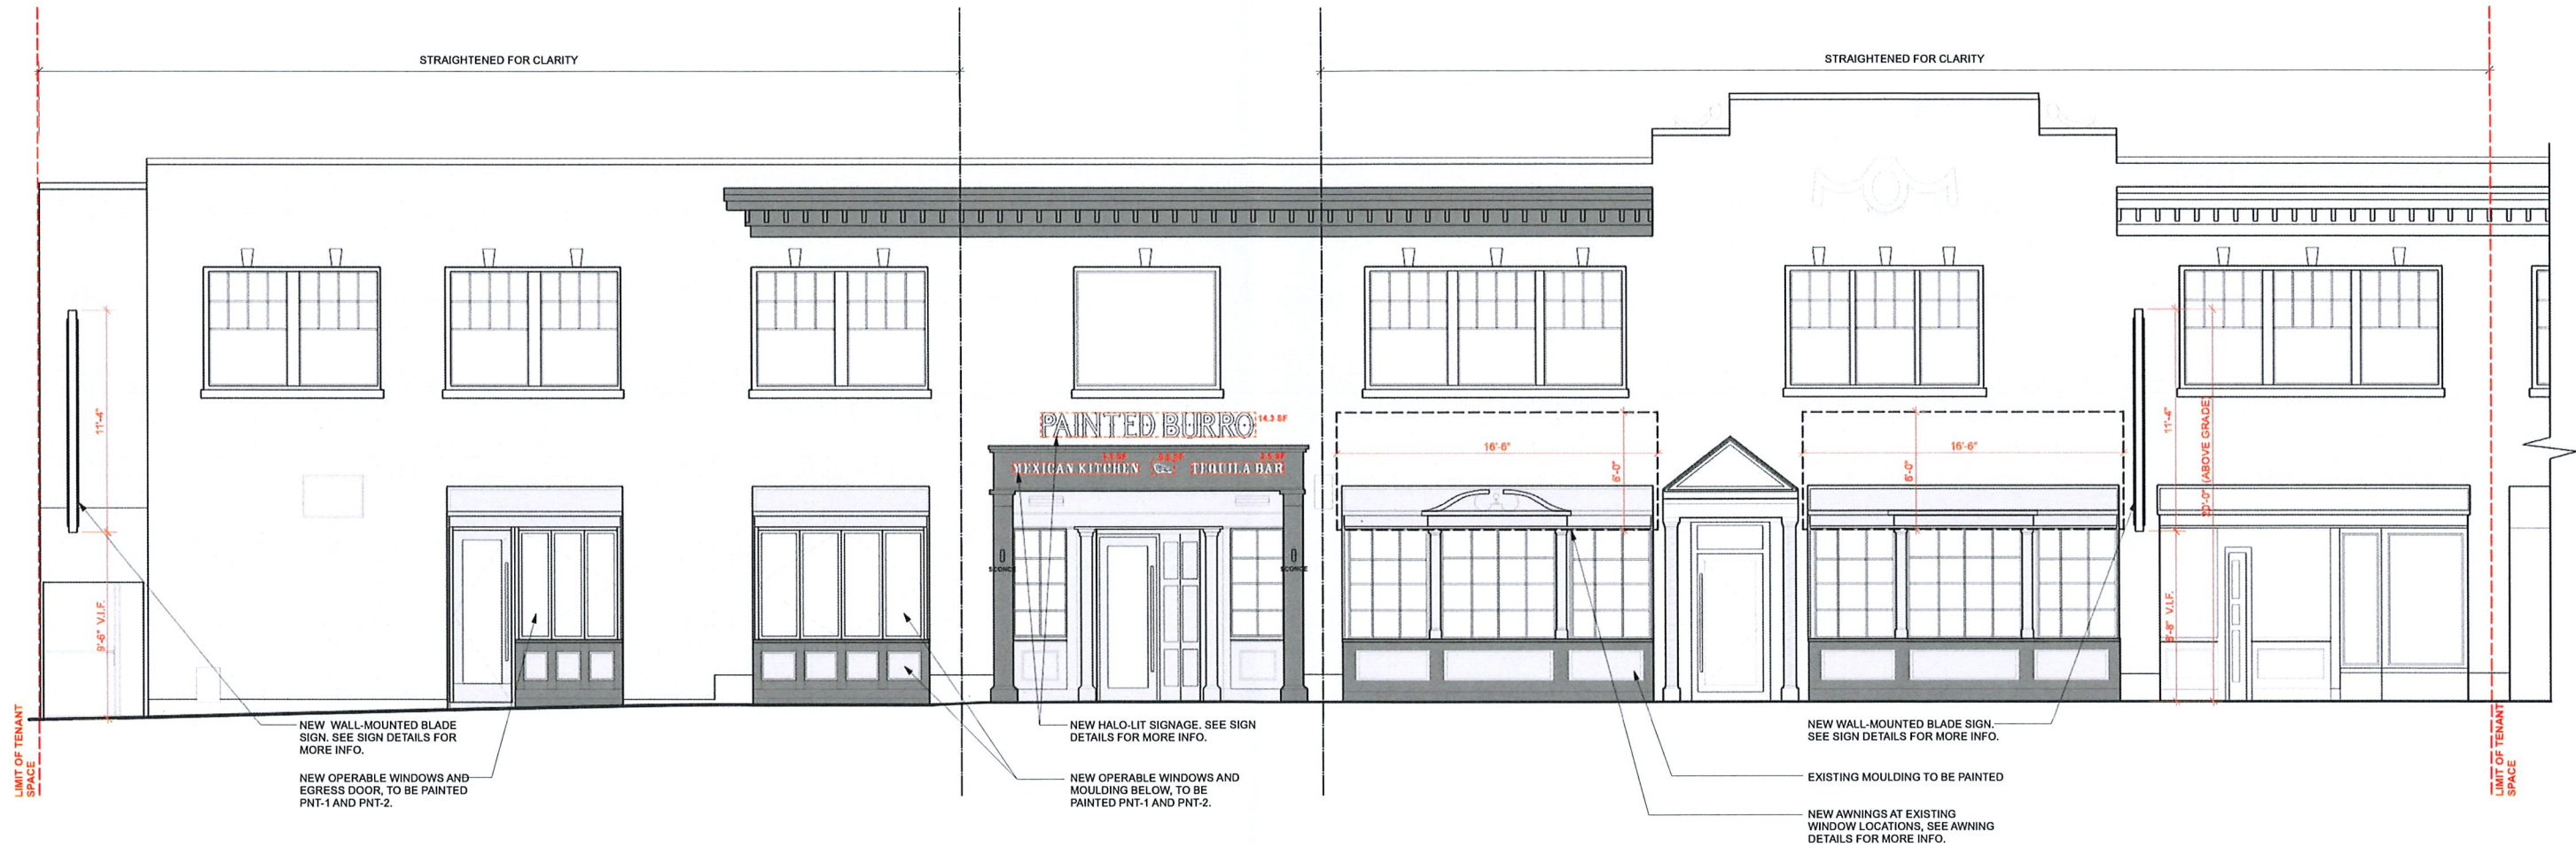 STRAIGHTENED FOR CLARITY
STRAIGHTENED FOR CLARITY
11'-4"
9'-6" V.I.F.
PAINTED BURRO
14.3 SF
MEXICAN KITCHEN
TEQUILA BAR
SCONCE
SCONCE
16'-6"
6'-0"
16'-6"
6'-0"
11'-4"
(ABOVE GRADE)
V.I.F.
LIMIT OF TENANT
SPACE
NEW WALL-MOUNTED BLADE
SIGN. SEE SIGN DETAILS FOR
MORE INFO.
NEW OPERABLE WINDOWS AND
EGRESS DOOR, TO BE PAINTED
PNT-1 AND PNT-2.
NEW HALO-LIT SIGNAGE. SEE SIGN
DETAILS FOR MORE INFO.
NEW OPERABLE WINDOWS AND
MOULDING BELOW, TO BE
PAINTED PNT-1 AND PNT-2.
NEW WALL-MOUNTED BLADE SIGN.
SEE SIGN DETAILS FOR MORE INFO.
EXISTING MOULDING TO BE PAINTED
NEW AWNINGS AT EXISTING
WINDOW LOCATIONS, SEE AWNING
DETAILS FOR MORE INFO.
LIMIT OF TENANT
SPACE